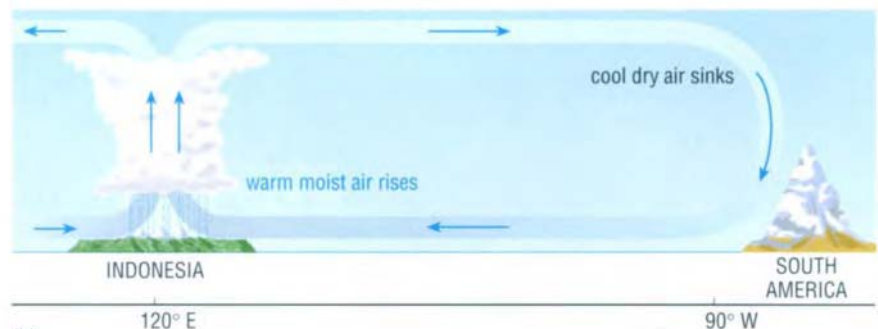 cool dry air sinks
warm moist air rises
INDONESIA
SOUTH
AMERICA
120° E
90° W